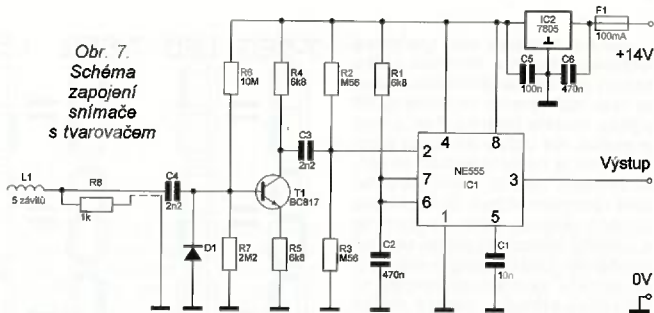 Obr. 7.
Schéma
zapojení
snímače
s tvarovačem
L1
5 závitů
R8
1k
C4
2n2
D1
R6
10M
R7
2M2
R4
6k8
T1
BC817
R5
6k8
C3
2n2
R2
M56
R3
M56
R1
6k8
C2
470n
4
8
2
7
6
NE555
IC1
3
1
5
C1
10n
IC2
7805
C5
100n
C6
470n
F1
100mA
+14V
Výstup
0V